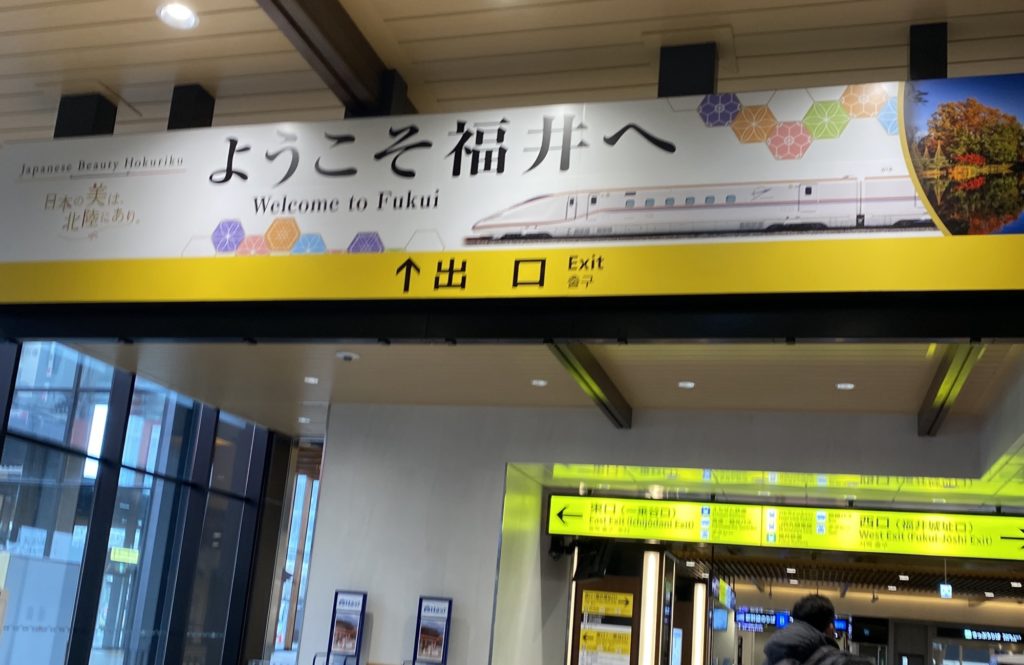 Japanese Beauty Hokuriku
日本の美は、
北陸にあり。
ようこそ福井へ
Welcome to Fukui
↑出 口 Exit
출구
← 東口(一乗谷口)
East Exit (Ichijodani Exit)
西口(福井城址口) →
West Exit (Fukui Joshi Exit)